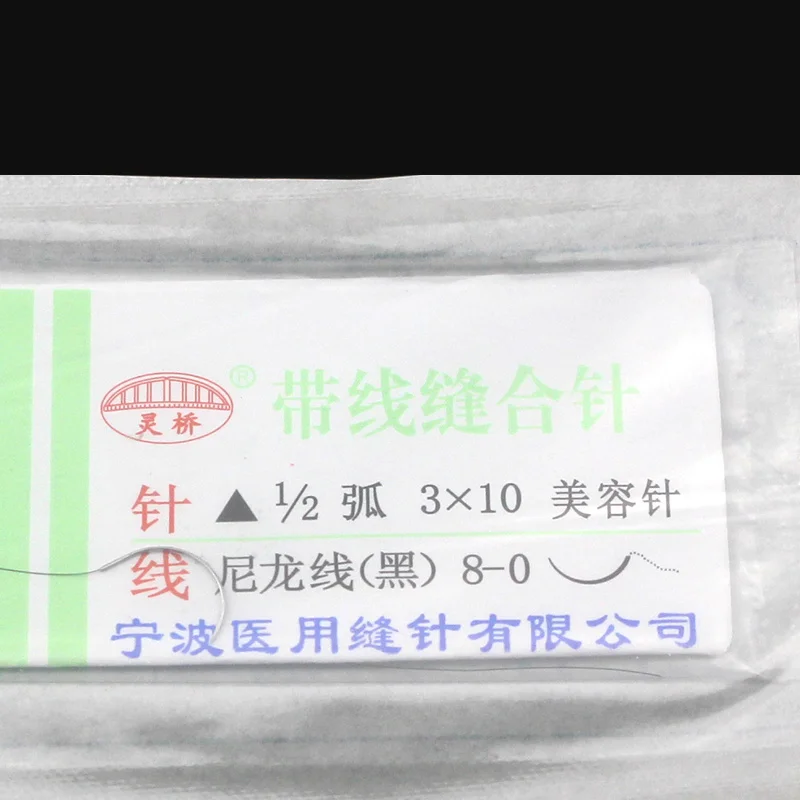 灵桥 ® 带线缝合针
针 ▲ ½ 弧 3×10 美容针
线 尼龙线(黑) 8-0
宁波医用缝针有限公司